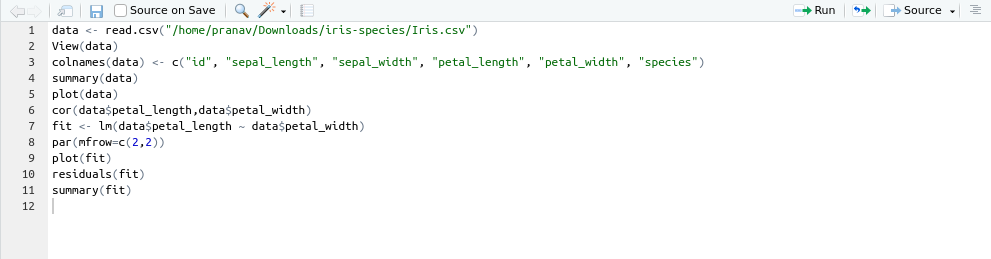 Source on Save Run Source
1 data <- read.csv("/home/pranav/Downloads/iris-species/Iris.csv")
2 View(data)
3 colnames(data) <- c("id", "sepal_length", "sepal_width", "petal_length", "petal_width", "species")
4 summary(data)
5 plot(data)
6 cor(data$petal_length,data$petal_width)
7 fit <- lm(data$petal_length ~ data$petal_width)
8 par(mfrow=c(2,2))
9 plot(fit)
10 residuals(fit)
11 summary(fit)
12